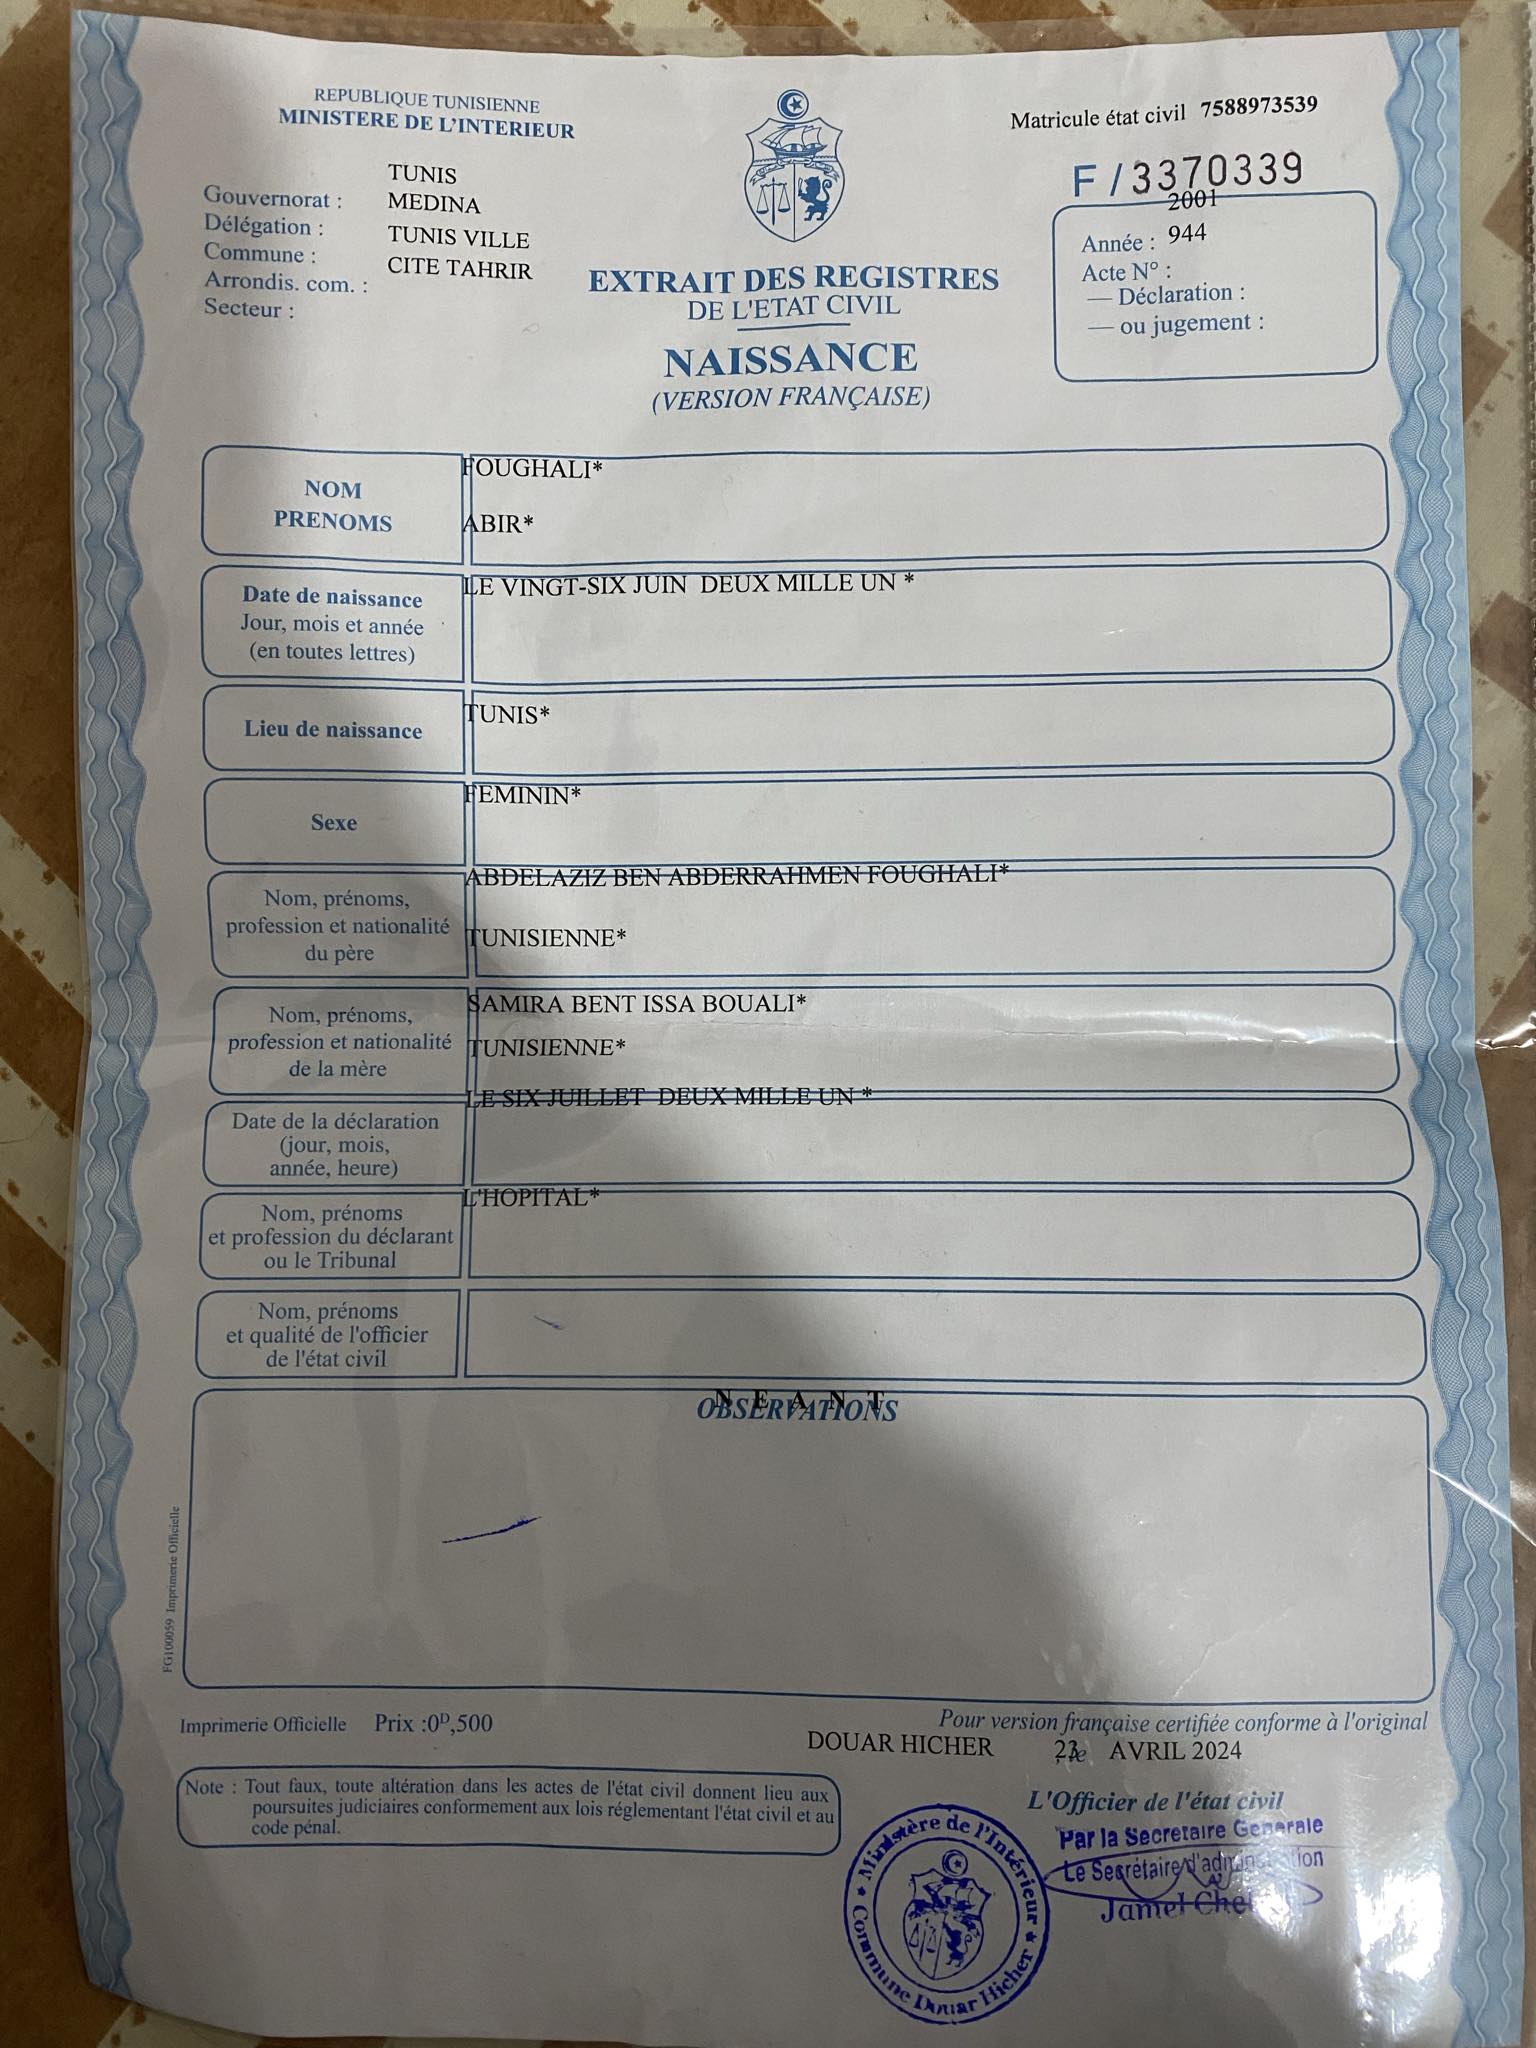 REPUBLIQUE TUNISIENNE
MINISTERE DE L'INTERIEUR
Matricule état civil 7588973539
F / 3370339
TUNIS
Gouvernorat : MEDINA
Délégation : TUNIS VILLE
Commune : CITE TAHRIR
Arrondis. com. :
Secteur :
2001
Année : 944
Acte N° :
— Déclaration :
— ou jugement :
EXTRAIT DES REGISTRES
DE L'ETAT CIVIL
NAISSANCE
(VERSION FRANÇAISE)
NOM
PRENOMS
FOUGHALI*
ABIR*
Date de naissance
Jour, mois et année
(en toutes lettres)
LE VINGT-SIX JUIN DEUX MILLE UN *
Lieu de naissance
TUNIS*
Sexe
FEMININ*
Nom, prénoms,
profession et nationalité
du père
ABDELAZIZ BEN ABDERRAHMEN FOUGHALI*
TUNISIENNE*
Nom, prénoms,
profession et nationalité
de la mère
SAMIRA BENT ISSA BOUALI*
TUNISIENNE*
Date de la déclaration
(jour, mois,
année, heure)
LE SIX JUILLET DEUX MILLE UN *
Nom, prénoms
et profession du déclarant
ou le Tribunal
L'HOPITAL*
Nom, prénoms
et qualité de l'officier
de l'état civil
N E A N T
OBSERVATIONS
FG100059 Imprimerie Officielle
Imprimerie Officielle Prix :0ᴰ,500
Pour version française certifiée conforme à l'original
DOUAR HICHER , le 23 AVRIL 2024
Note : Tout faux, toute altération dans les actes de l'état civil donnent lieu aux
poursuites judiciaires conformement aux lois réglementant l'état civil et au
code pénal.
L'Officier de l'état civil
Par la Secretaire Generale
Le Secrétaire d'administration
Jamel
Ministère de l'Intérieur
Commune Douar Hicher